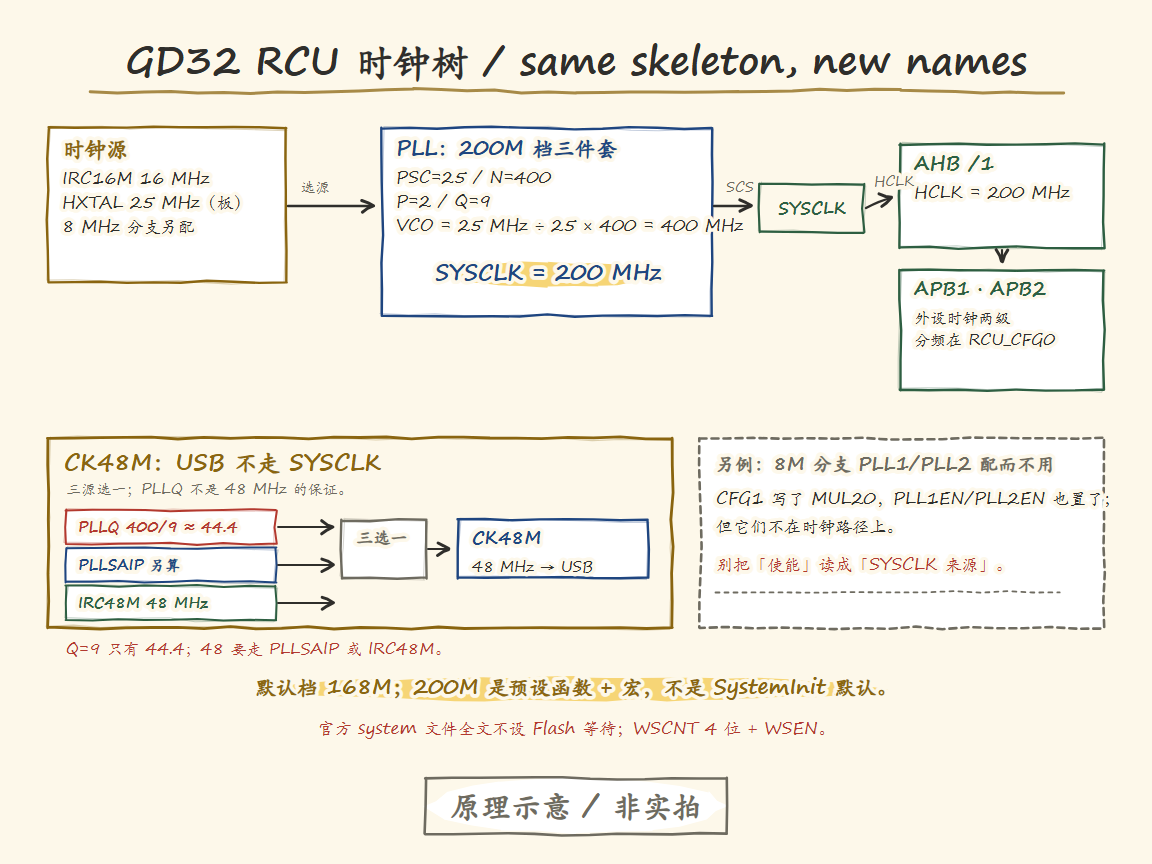 GD32 RCU 时钟树 / same skeleton, new names
时钟源
IRC16M 16 MHz
HXTAL 25 MHz（板）
8 MHz 分支另配
选源
PLL：200M 档三件套
PSC=25 / N=400
P=2 / Q=9
VCO = 25 MHz ÷ 25 × 400 = 400 MHz
SYSCLK = 200 MHz
SCS
SYSCLK
HCLK
AHB /1
HCLK = 200 MHz
APB1 · APB2
外设时钟两级
分频在 RCU_CFG0
CK48M：USB 不走 SYSCLK
三源选一；PLLQ 不是 48 MHz 的保证。
PLLQ 400/9 ≈ 44.4
PLLSAIP 另算
IRC48M 48 MHz
三选一
CK48M
48 MHz → USB
Q=9 只有 44.4；48 要走 PLLSAIP 或 IRC48M。
另例：8M 分支 PLL1/PLL2 配而不用
CFG1 写了 MUL20，PLL1EN/PLL2EN 也置了；
但它们不在时钟路径上。
别把「使能」读成「SYSCLK 来源」。
默认档 168M；200M 是预设函数 + 宏，不是 SystemInit 默认。
官方 system 文件全文不设 Flash 等待；WSCNT 4 位 + WSEN。
原理示意 / 非实拍